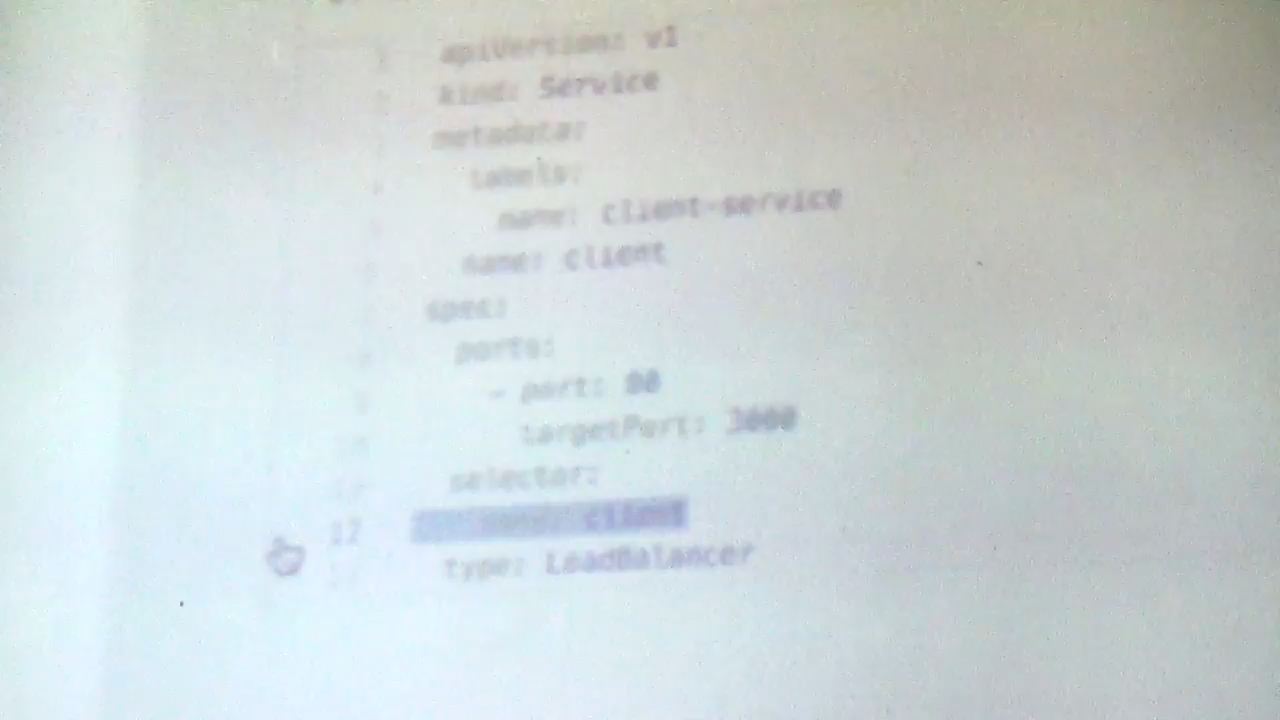 apiVersion: v1
kind: Service
metadata:
labels:
name: client-service
name: client
spec:
ports:
- port: 80
targetPort: 3000
selector:
12 name: client
type: LoadBalancer